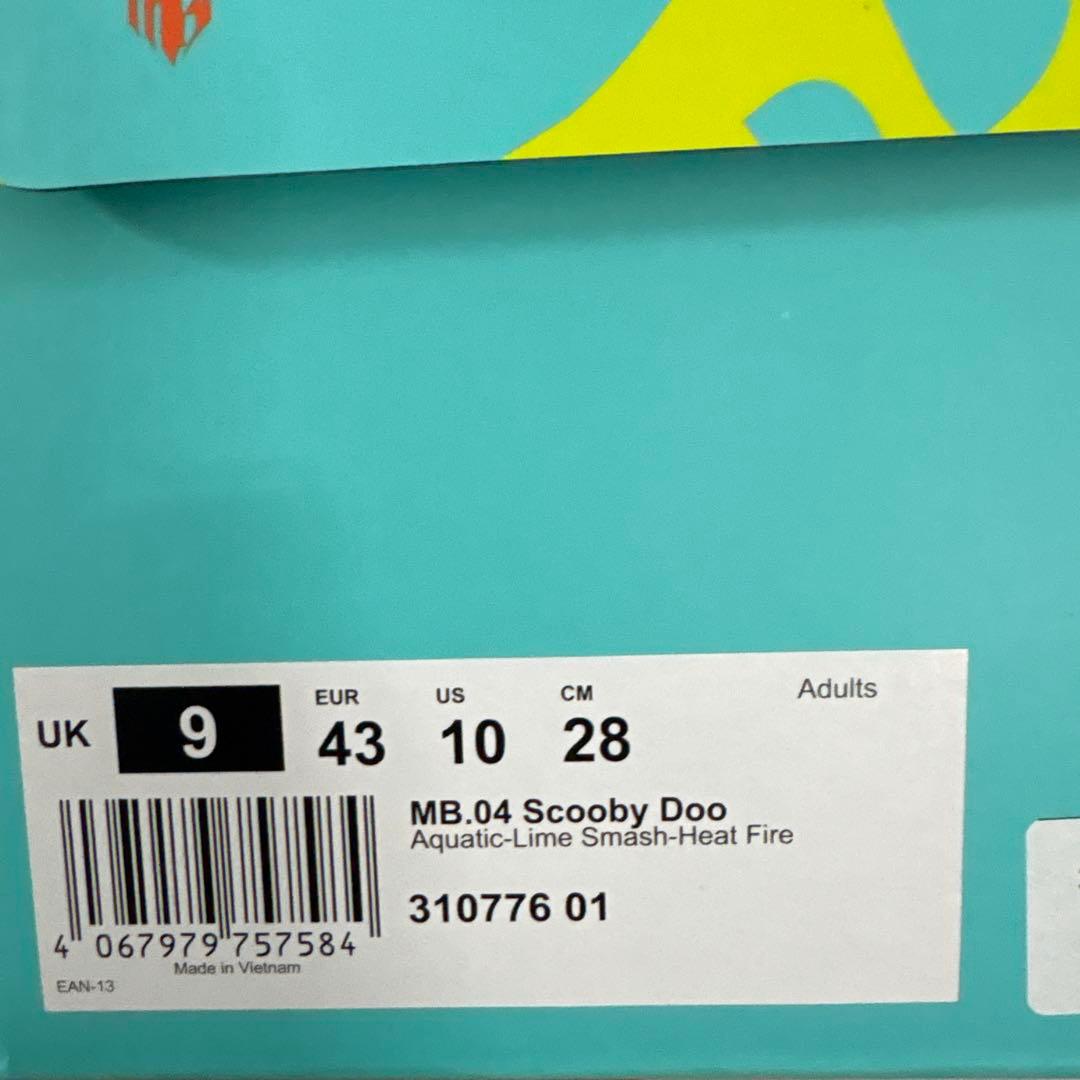 UK 9
EUR 43
US 10
CM 28
Adults
MB.04 Scooby Doo
Aquatic-Lime Smash-Heat Fire
310776 01
4 067979 757584
Made in Vietnam
EAN-13